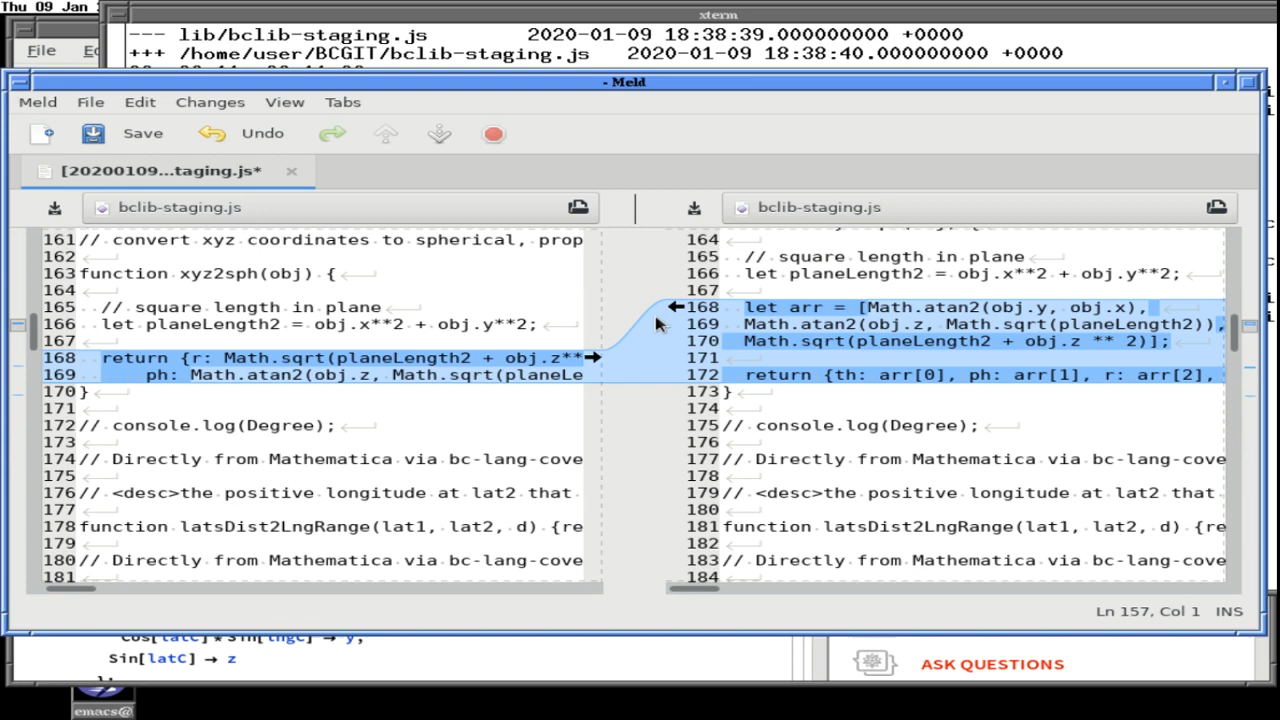 Thu 09 Jan
xterm
--- lib/bclib-staging.js 2020-01-09 18:38:39.000000000 +0000
File
+++ /home/user/BCGIT/bclib-staging.js 2020-01-09 18:38:40.000000000 +0000
- Meld
Meld File Edit Changes View Tabs
Save Undo
[20200109...taging.js*
bclib-staging.js
161 // convert xyz coordinates to spherical, prop
162
163 function xyz2sph(obj) {
164
165 // square length in plane
166 let planeLength2 = obj.x**2 + obj.y**2;
167
168 return {r: Math.sqrt(planeLength2 + obj.z**
169 ph: Math.atan2(obj.z, Math.sqrt(planeLe
170 }
171
172 // console.log(Degree);
173
174 // Directly from Mathematica via bc-lang-cove
175
176 // <desc>the positive longitude at lat2 that
177
178 function latsDist2LngRange(lat1, lat2, d) {re
179
180 // Directly from Mathematica via bc-lang-cove
181
bclib-staging.js
164
165 // square length in plane
166 let planeLength2 = obj.x**2 + obj.y**2;
167
168 let arr = [Math.atan2(obj.y, obj.x),
169 Math.atan2(obj.z, Math.sqrt(planeLength2)),
170 Math.sqrt(planeLength2 + obj.z ** 2)];
171
172 return {th: arr[0], ph: arr[1], r: arr[2],
173 }
174
175 // console.log(Degree);
176
177 // Directly from Mathematica via bc-lang-cove
178
179 // <desc>the positive longitude at lat2 that
180
181 function latsDist2LngRange(lat1, lat2, d) {re
182
183 // Directly from Mathematica via bc-lang-cove
184
Ln 157, Col 1 INS
Cos[latC]*Sin[lngC] → y,
Sin[latC] → z
ASK QUESTIONS
emacs@